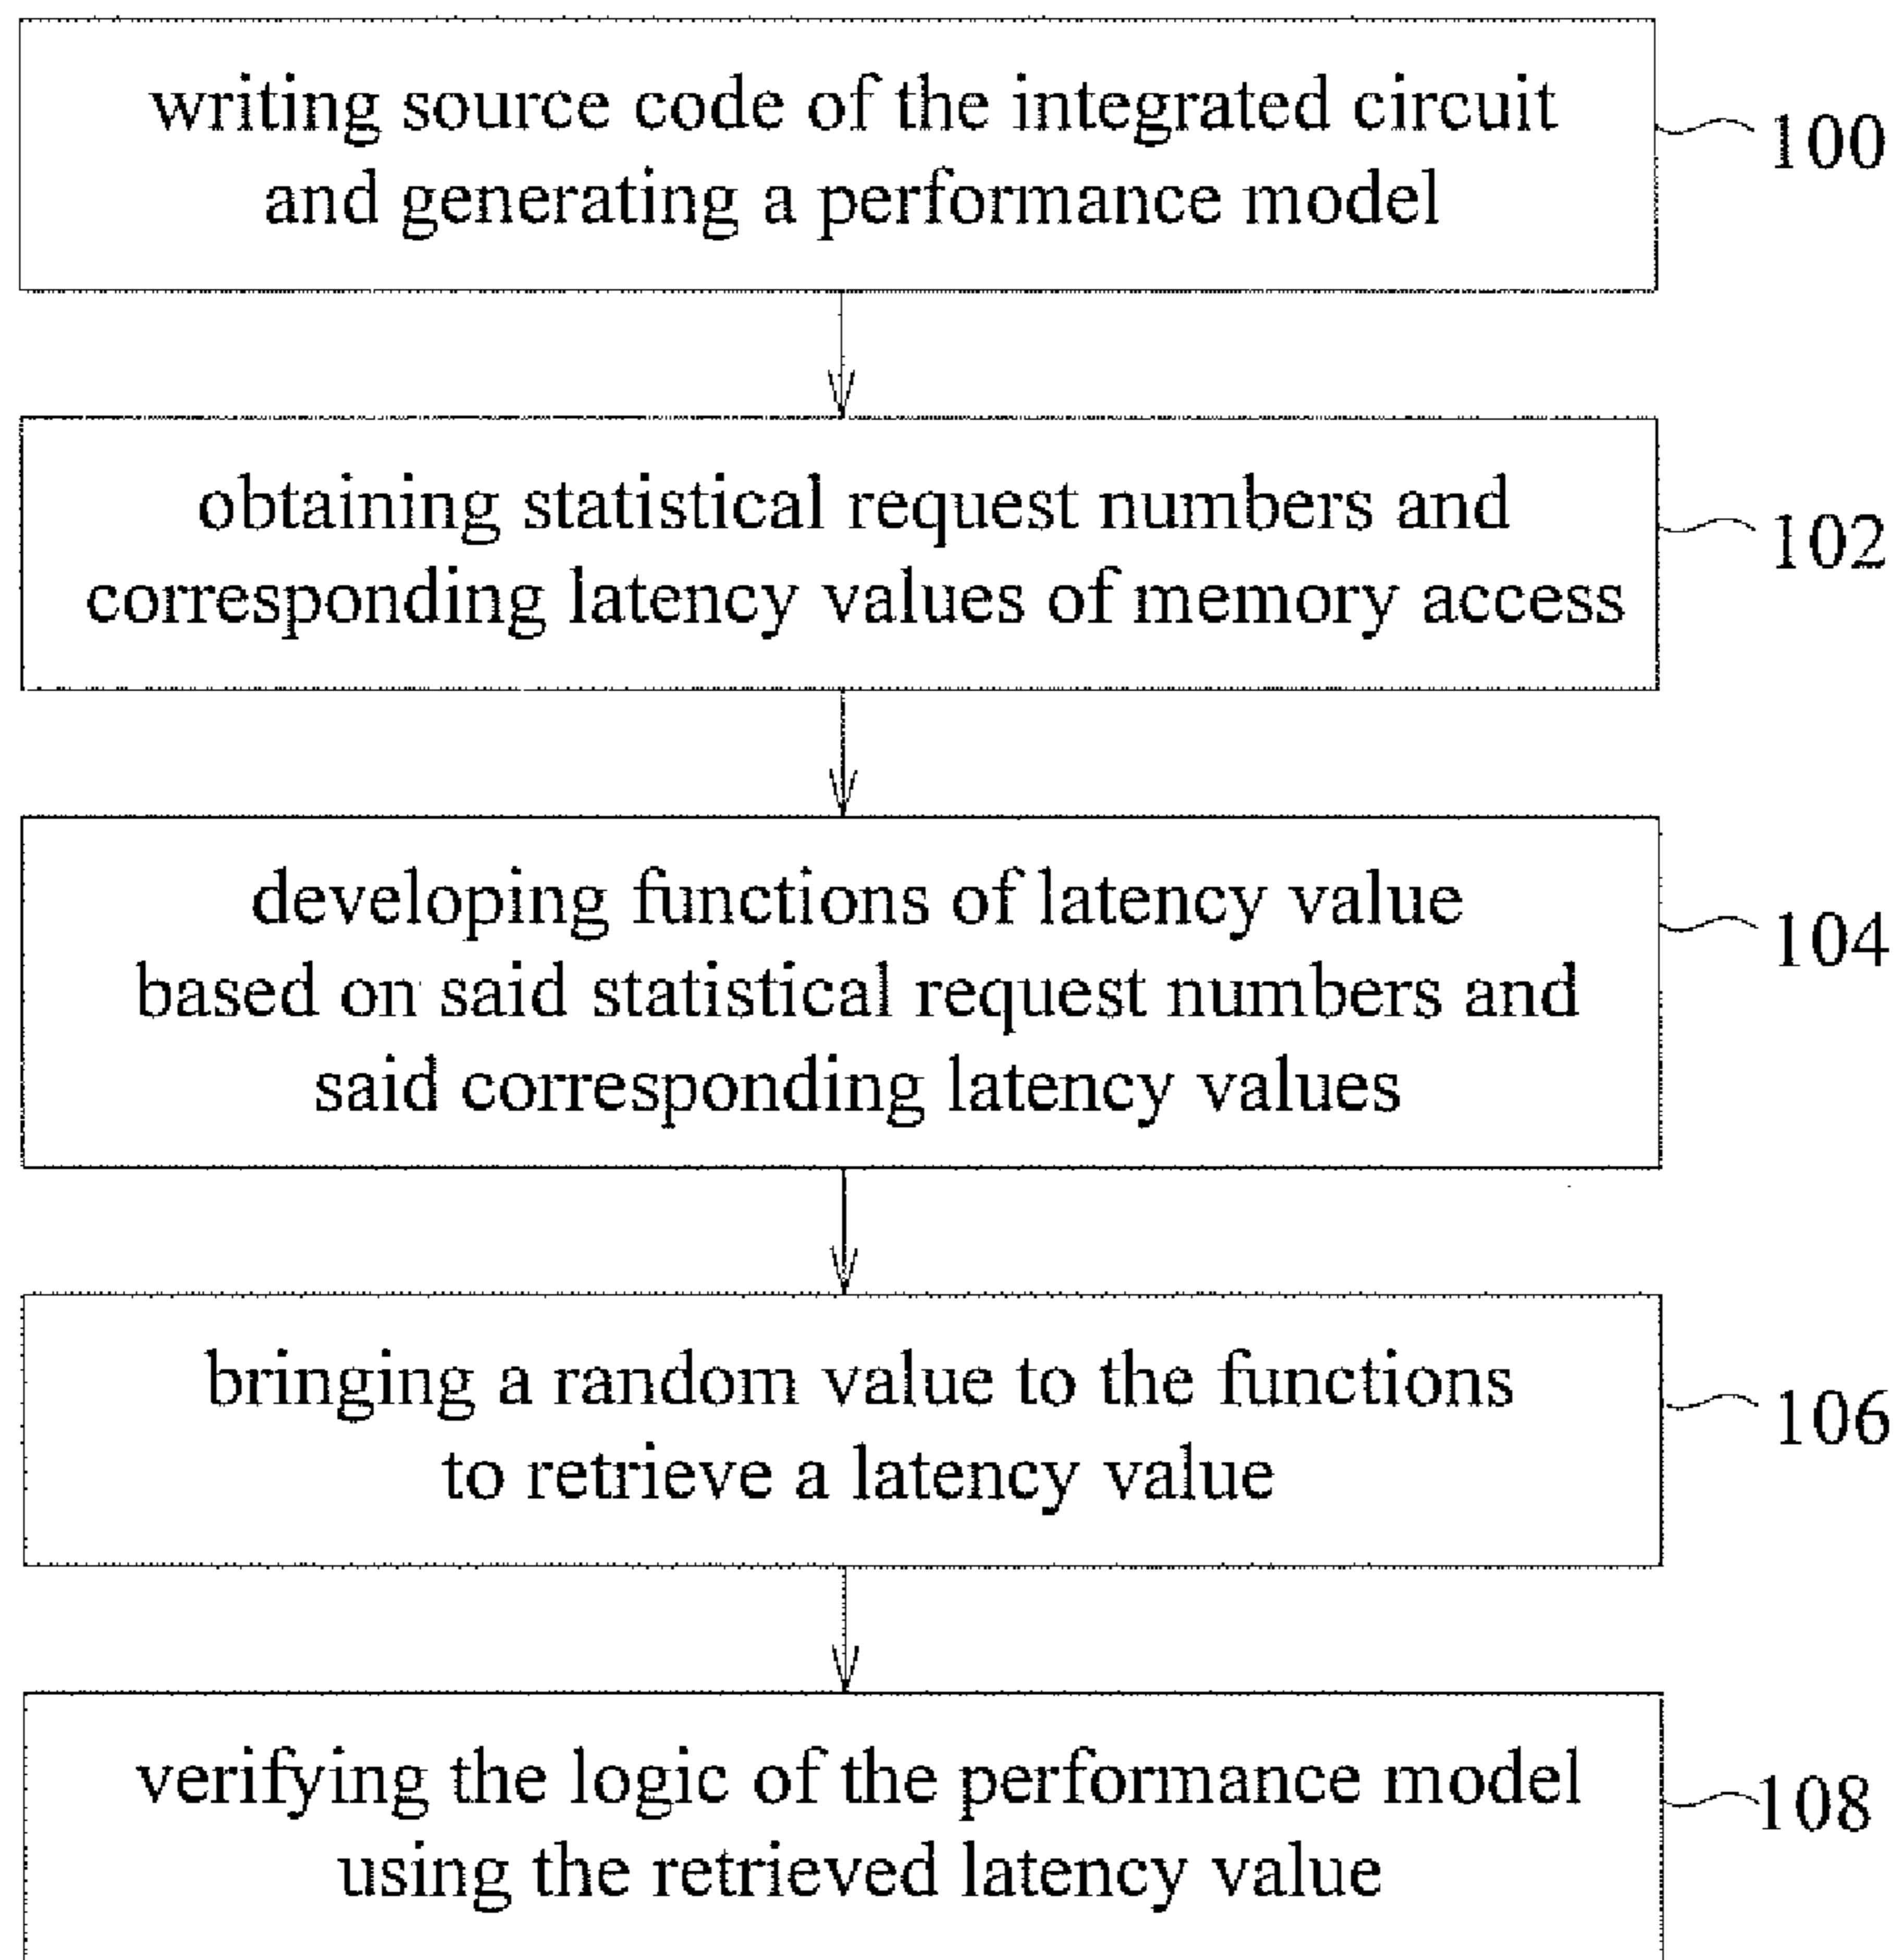 writing source code of the integrated circuit
and generating a performance model
100
obtaining statistical request numbers and
corresponding latency values of memory access
102
developing functions of latency value
based on said statistical request numbers and
said corresponding latency values
104
bringing a random value to the functions
to retrieve a latency value
106
verifying the logic of the performance model
using the retrieved latency value
108